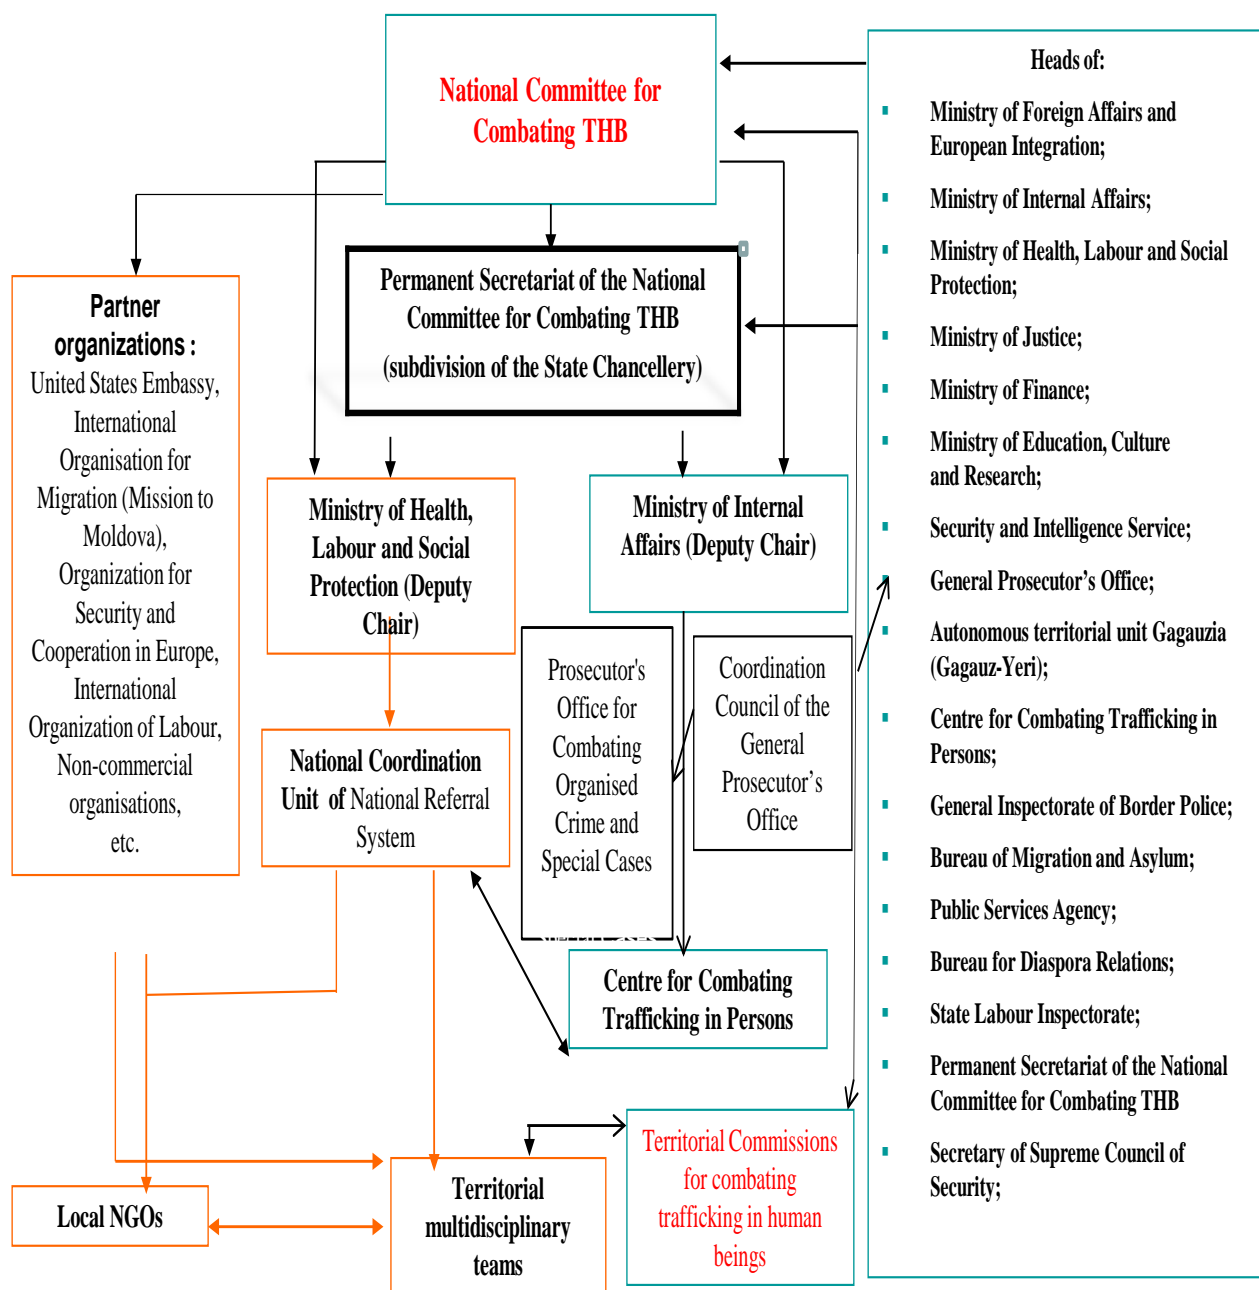 National Committee for
Combating THB
Heads of:
Ministry of Foreign Affairs and
European Integration;
Ministry of Internal Affairs;
Ministry of Health, Labour and Social
Protection;
Ministry of Justice;
Ministry of Finance;
Ministry of Education, Culture
and Research;
Security and Intelligence Service;
General Prosecutor’s Office;
Autonomous territorial unit Gagauzia
(Gagauz-Yeri);
Centre for Combating Trafficking in
Persons;
General Inspectorate of Border Police;
Bureau of Migration and Asylum;
Public Services Agency;
Bureau for Diaspora Relations;
State Labour Inspectorate;
Permanent Secretariat of the National
Committee for Combating THB
Secretary of Supreme Council of
Security;
Permanent Secretariat of the National
Committee for Combating THB
(subdivision of the State Chancellery)
Partner
organizations :
United States Embassy,
International
Organisation for
Migration (Mission to
Moldova),
Organization for
Security and
Cooperation in Europe,
International
Organization of Labour,
Non-commercial
organisations,
etc.
Ministry of Health,
Labour and Social
Protection (Deputy
Chair)
Ministry of Internal
Affairs (Deputy Chair)
Prosecutor's
Office for
Combating
Organised
Crime and
Special Cases
Coordination
Council of the
General
Prosecutor’s
Office
National Coordination
Unit of National Referral
System
Centre for Combating
Trafficking in Persons
Territorial Commissions
for combating
trafficking in human
beings
Local NGOs
Territorial
multidisciplinary
teams